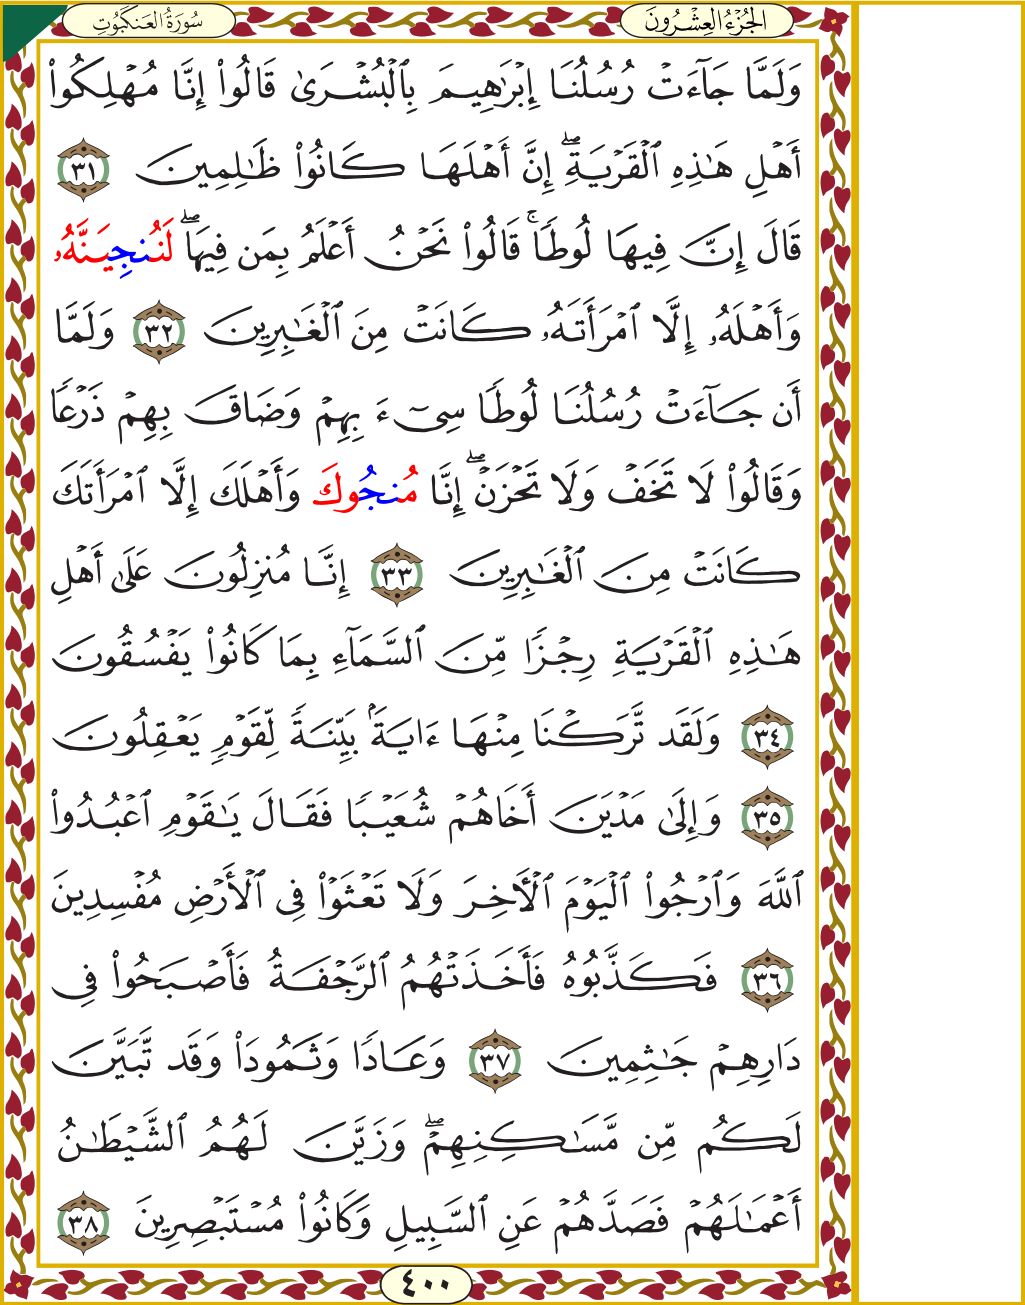 الجُزْءُ العِشْرُونَ
سُورَةُ العَنكَبُوتِ
وَلَمَّا جَآءَتْ رُسُلُنَا إِبْرَٰهِيمَ بِٱلْبُشْرَىٰ قَالُوٓا۟ إِنَّا مُهْلِكُوٓا۟
أَهْلِ هَٰذِهِ ٱلْقَرْيَةِۖ إِنَّ أَهْلَهَا كَانُوا۟ ظَٰلِمِينَ ٣١
قَالَ إِنَّ فِيهَا لُوطًاۚ قَالُوا۟ نَحْنُ أَعْلَمُ بِمَن فِيهَاۖ لَنُنجِيَنَّهُۥ
وَأَهْلَهُۥ إِلَّا ٱمْرَأَتَهُۥ كَانَتْ مِنَ ٱلْغَٰبِرِينَ ٣٢ وَلَمَّا
أَن جَآءَتْ رُسُلُنَا لُوطًا سِىٓءَ بِهِمْ وَضَاقَ بِهِمْ ذَرْعًا
وَقَالُوا۟ لَا تَخَفْ وَلَا تَحْزَنْۖ إِنَّا مُنجُوكَ وَأَهْلَكَ إِلَّا ٱمْرَأَتَكَ
كَانَتْ مِنَ ٱلْغَٰبِرِينَ ٣٣ إِنَّا مُنزِلُونَ عَلَىٰٓ أَهْلِ
هَٰذِهِ ٱلْقَرْيَةِ رِجْزًا مِّنَ ٱلسَّمَآءِ بِمَا كَانُوا۟ يَفْسُقُونَ
٣٤ وَلَقَد تَّرَكْنَا مِنْهَآ ءَايَةًۢ بَيِّنَةً لِّقَوْمٍ يَعْقِلُونَ
٣٥ وَإِلَىٰ مَدْيَنَ أَخَاهُمْ شُعَيْبًا فَقَالَ يَٰقَوْمِ ٱعْبُدُوا۟
ٱللَّهَ وَٱرْجُوا۟ ٱلْيَوْمَ ٱلْأَخِرَ وَلَا تَعْثَوْا۟ فِى ٱلْأَرْضِ مُفْسِدِينَ
٣٦ فَكَذَّبُوهُ فَأَخَذَتْهُمُ ٱلرَّجْفَةُ فَأَصْبَحُوا۟ فِى
دَارِهِمْ جَٰثِمِينَ ٣٧ وَعَادًا وَثَمُودَا۟ وَقَد تَّبَيَّنَ
لَكُم مِّن مَّسَٰكِنِهِمْۖ وَزَيَّنَ لَهُمُ ٱلشَّيْطَٰنُ
أَعْمَٰلَهُمْ فَصَدَّهُمْ عَنِ ٱلسَّبِيلِ وَكَانُوا۟ مُسْتَبْصِرِينَ ٣٨
٤٠٠